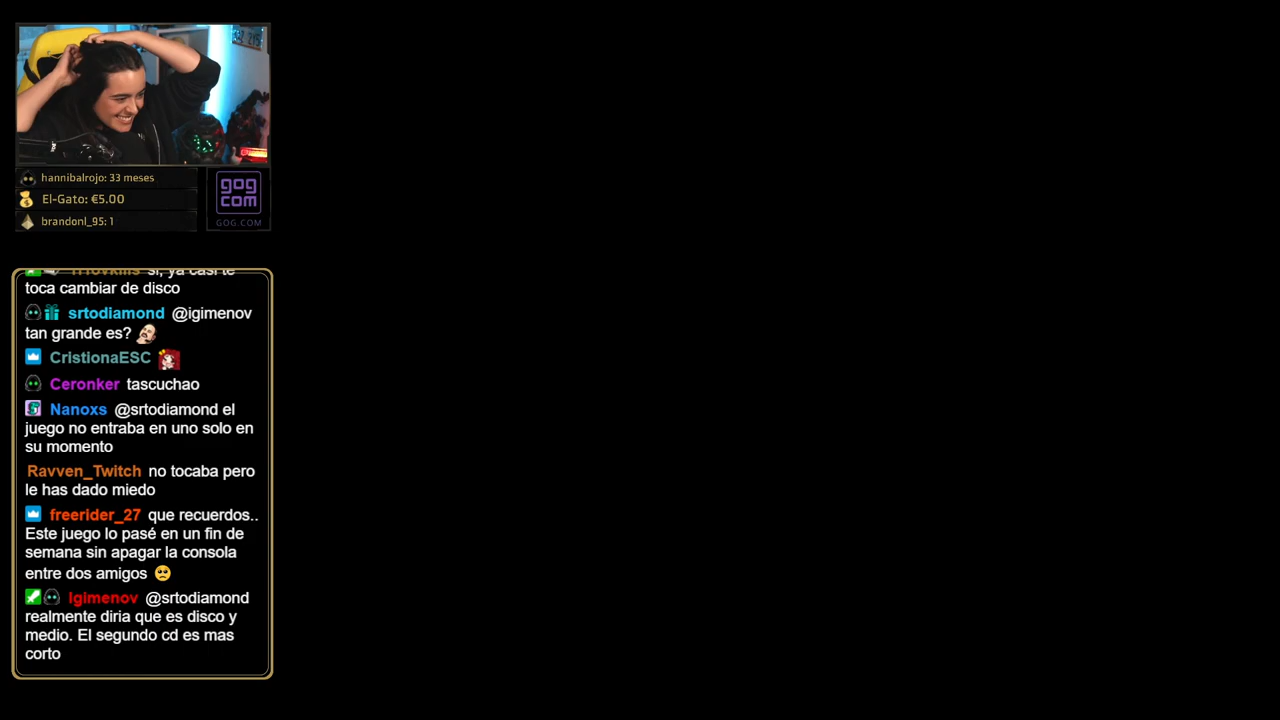 hannibalrojo: 33 meses
El-Gato: €5.00
brandonl_95: 1
gog
com
GOG.COM
si, ya casi te
toca cambiar de disco
srtodiamond @igimenov
tan grande es?
CristionaESC
Ceronker tascuchao
Nanoxs @srtodiamond el
juego no entraba en uno solo en
su momento
Ravven_Twitch no tocaba pero
le has dado miedo
freerider_27 que recuerdos..
Este juego lo pasé en un fin de
semana sin apagar la consola
entre dos amigos
Igimenov @srtodiamond
realmente diria que es disco y
medio. El segundo cd es mas
corto